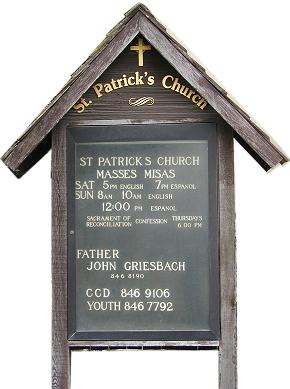 St. Patrick's Church
ST PATRICK S CHURCH
MASSES MISAS
SAT 5PM ENGLISH 7PM ESPANOL
SUN 8AM 10AM ENGLISH
12:00 PM ESPANOL
SACRAMENT OF RECONCILIATION CONFESSION THURSDAY'S 6.00 PM
FATHER
JOHN GRIESBACH
846 8190
CCD 846 9106
YOUTH 846 7792